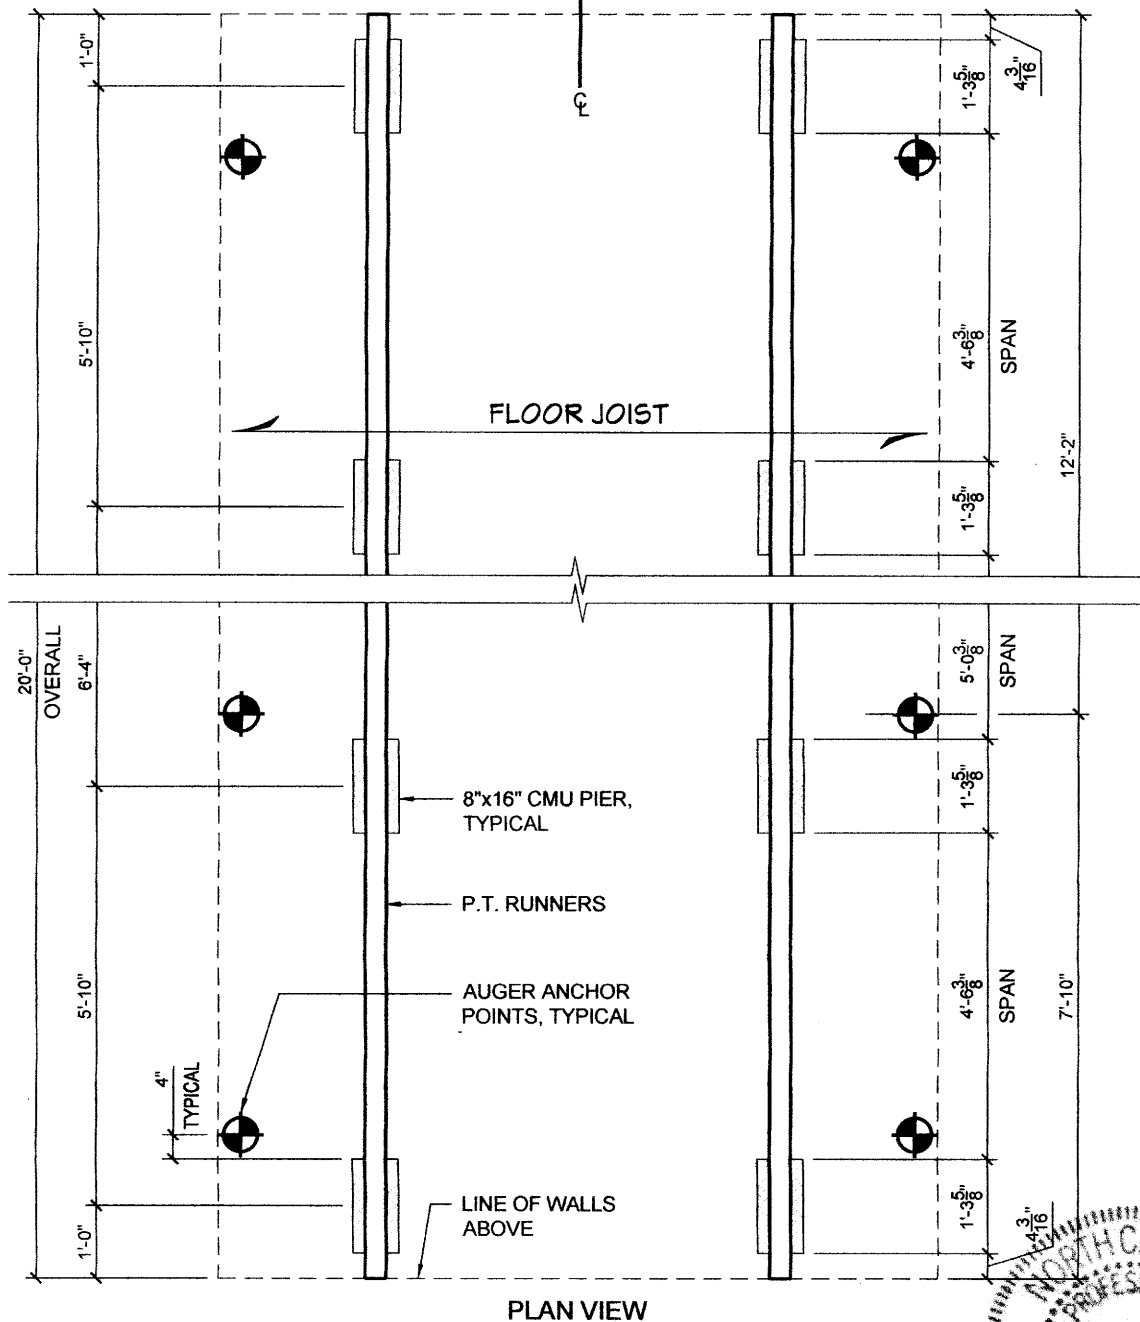 1'-0"
℄
1'-3 5/8"
4 3/16"
5'-10"
4'-6 3/8"
SPAN
FLOOR JOIST
12'-2"
1'-3 5/8"
20'-0"
OVERALL
6'-4"
5'-0 3/8"
SPAN
1'-3 5/8"
8"x16" CMU PIER,
TYPICAL
P.T. RUNNERS
5'-10"
AUGER ANCHOR
POINTS, TYPICAL
4'-6 3/8"
SPAN
7'-10"
4"
TYPICAL
LINE OF WALLS
ABOVE
1'-0"
1'-3 5/8"
4 3/16"
PLAN VIEW
NORTH C
PROFES